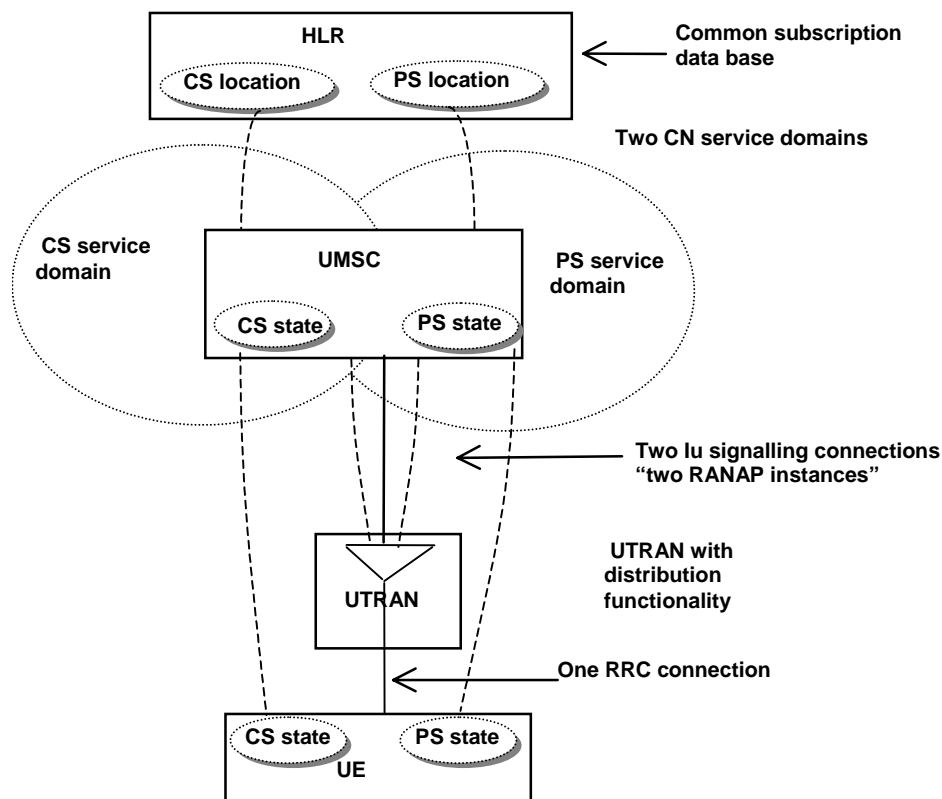 HLR
Common subscription
data base
CS location
PS location
Two CN service domains
CS service
domain
UMSC
PS service
domain
CS state
PS state
Two Iu signalling connections
“two RANAP instances”
UTRAN with
distribution
functionality
UTRAN
One RRC connection
CS state
PS state
UE